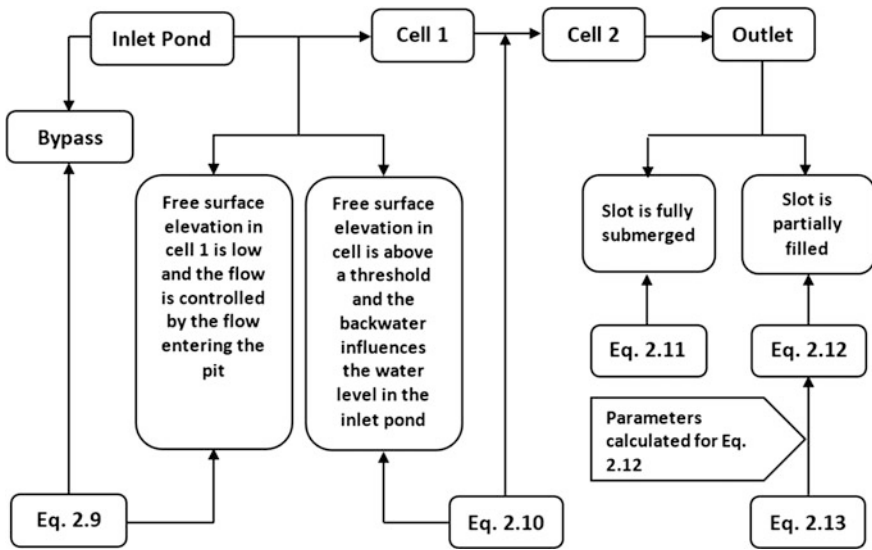 Inlet Pond
Cell 1
Cell 2
Outlet
Bypass
Free surface
elevation in
cell 1 is low
and the flow
is controlled
by the flow
entering the
pit
Free surface
elevation in
cell is above
a threshold
and the
backwater
influences
the water
level in the
inlet pond
Slot is fully
submerged
Slot is
partially
filled
Eq. 2.11
Eq. 2.12
Parameters
calculated for Eq.
2.12
Eq. 2.9
Eq. 2.10
Eq. 2.13